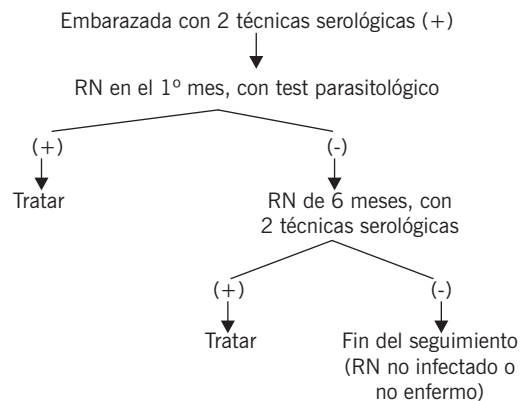 Embarazada con 2 técnicas serológicas (+)
RN en el 1º mes, con test parasitológico
(+)
(-)
Tratar
RN de 6 meses, con
2 técnicas serológicas
(+)
(-)
Tratar
Fin del seguimiento
(RN no infectado o
no enfermo)